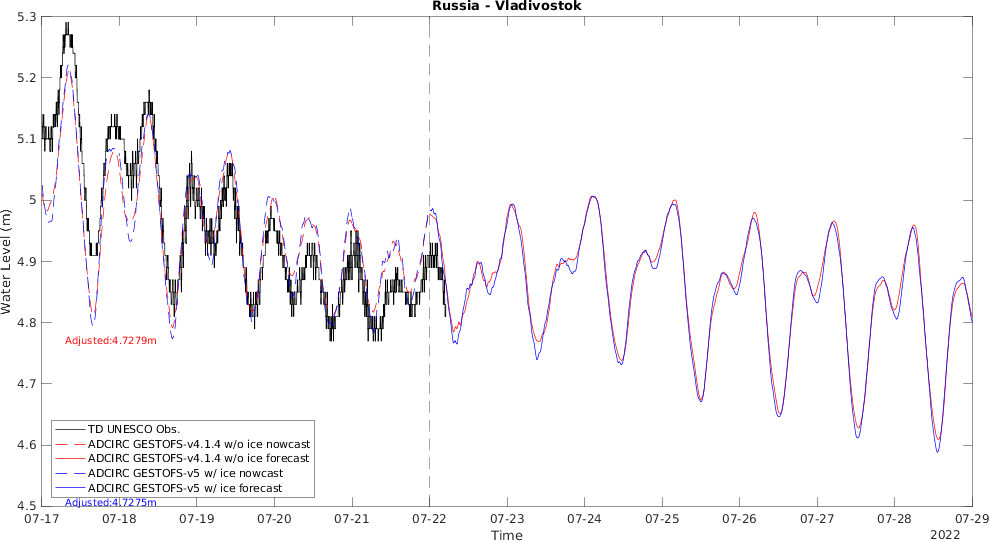 Russia - Vladivostok
Water Level (m)
5.3
5.2
5.1
5
4.9
4.8
4.7
4.6
4.5
Adjusted:4.7279m
TD UNESCO Obs.
ADCIRC GESTOFS-v4.1.4 w/o ice nowcast
ADCIRC GESTOFS-v4.1.4 w/o ice forecast
ADCIRC GESTOFS-v5 w/ ice nowcast
ADCIRC GESTOFS-v5 w/ ice forecast
Adjusted:4.7275m
07-17 07-18 07-19 07-20 07-21 07-22 07-23 07-24 07-25 07-26 07-27 07-28 07-29
Time
2022